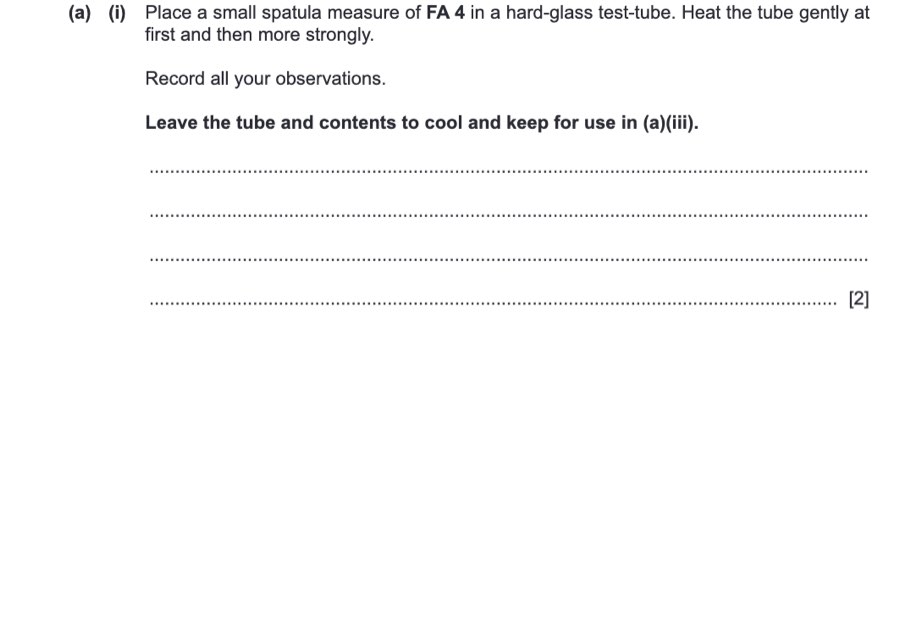 (a) (i) Place a small spatula measure of FA 4 in a hard-glass test-tube. Heat the tube gently at
first and then more strongly.
Record all your observations.
Leave the tube and contents to cool and keep for use in (a)(iii).
................................................................................
................................................................................
................................................................................
................................................................................ [2]